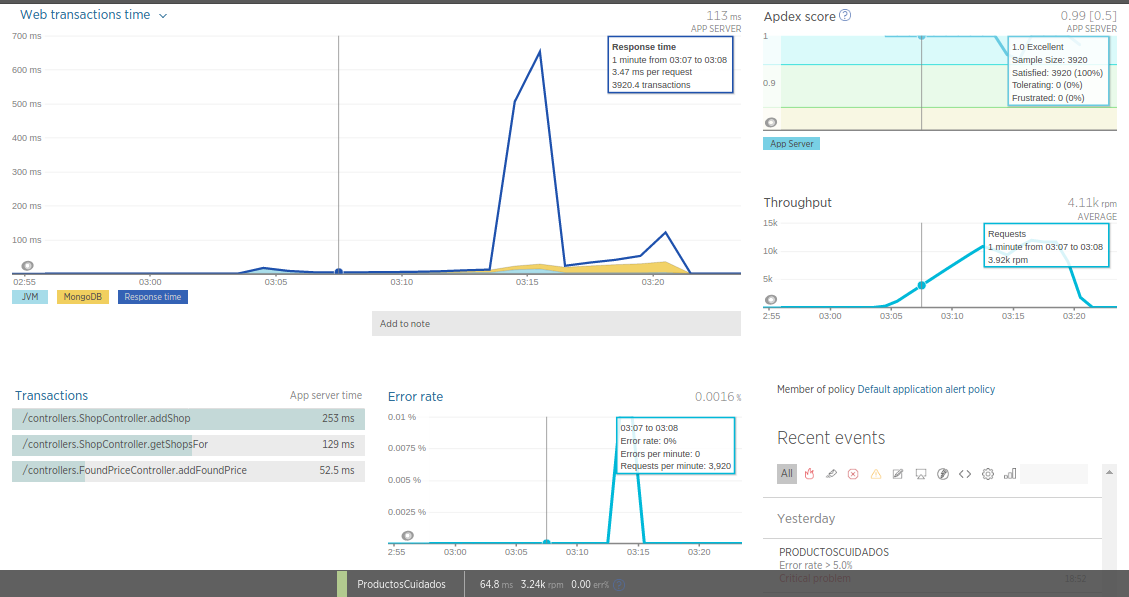 Web transactions time
113 ms
APP SERVER
700 ms
600 ms
500 ms
400 ms
300 ms
200 ms
100 ms
Response time
1 minute from 03:07 to 03:08
3.47 ms per request
3920.4 transactions
02:55
03:00
03:05
03:10
03:15
03:20
JVM
MongoDB
Response time
Add to note
Apdex score ?
0.99 [0.5]
APP SERVER
1
0.9
1.0 Excellent
Sample Size: 3920
Satisfied: 3920 (100%)
Tolerating: 0 (0%)
Frustrated: 0 (0%)
App Server
Throughput
4.11k rpm
AVERAGE
15k
10k
5k
Requests
1 minute from 03:07 to 03:08
3.92k rpm
2:55
03:00
03:05
03:10
03:15
03:20
Transactions
App server time
/controllers.ShopController.addShop
253 ms
/controllers.ShopController.getShopsFor
129 ms
/controllers.FoundPriceController.addFoundPrice
52.5 ms
Error rate
0.0016 %
0.01 %
0.0075 %
0.005 %
0.0025 %
03:07 to 03:08
Error rate: 0%
Errors per minute: 0
Requests per minute: 3,920
2:55
03:00
03:05
03:10
03:15
03:20
Member of policy Default application alert policy
Recent events
All
Yesterday
PRODUCTOSCUIDADOS
Error rate > 5.0%
Critical problem
18:52
ProductosCuidados
64.8 ms 3.24k rpm 0.00 err%